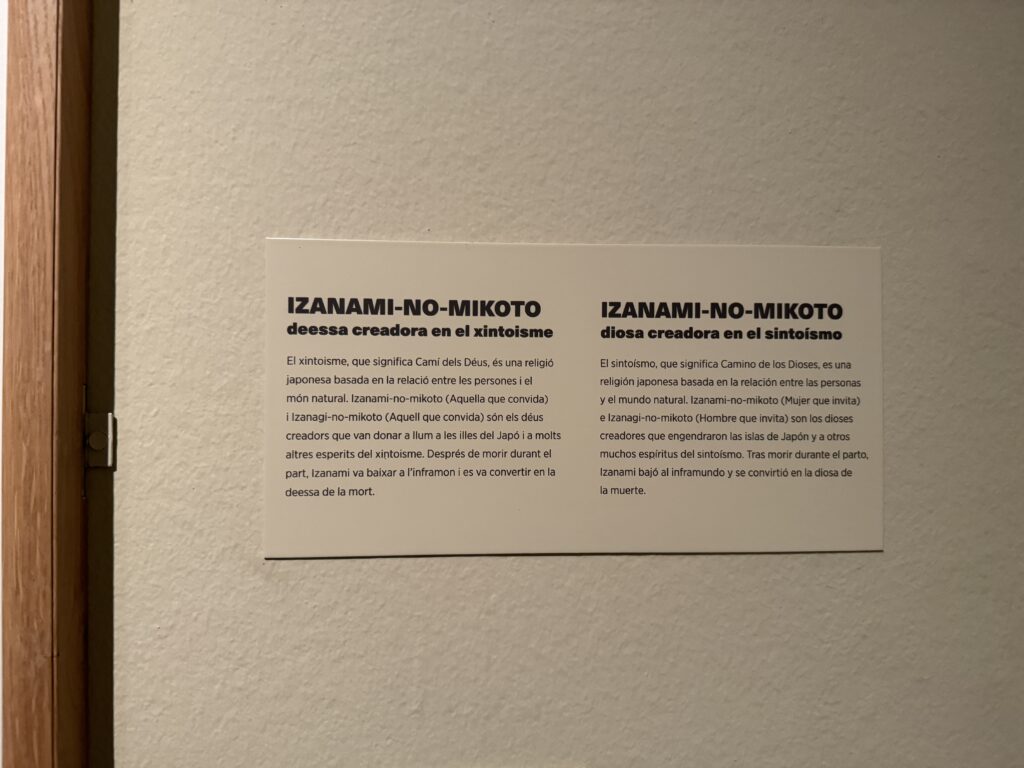 IZANAMI-NO-MIKOTO
deessa creadora en el xintoisme
El xintoisme, que significa Camí dels Déus, és una religió
japonesa basada en la relació entre les persones i el
món natural. Izanami-no-mikoto (Aquella que convida)
i Izanagi-no-mikoto (Aquell que convida) són els déus
creadors que van donar a llum a les illes del Japó i a molts
altres esperits del xintoisme. Després de morir durant el
part, Izanami va baixar a l'inframon i es va convertir en la
deessa de la mort.
IZANAMI-NO-MIKOTO
diosa creadora en el sintoísmo
El sintoísmo, que significa Camino de los Dioses, es una
religión japonesa basada en la relación entre las personas
y el mundo natural. Izanami-no-mikoto (Mujer que invita)
e Izanagi-no-mikoto (Hombre que invita) son los dioses
creadores que engendraron las islas de Japón y a otros
muchos espíritus del sintoísmo. Tras morir durante el parto,
Izanami bajó al inframundo y se convirtió en la diosa de
la muerte.